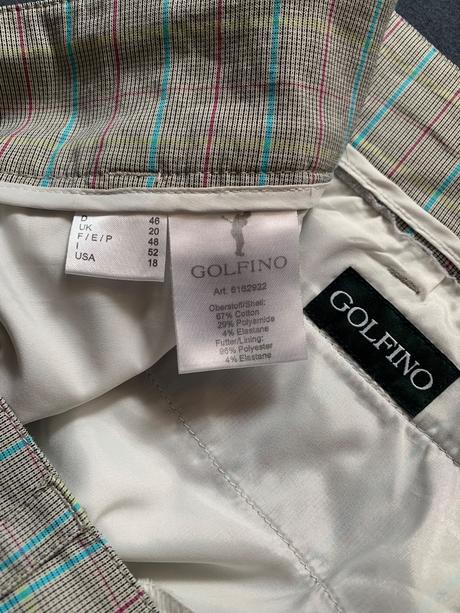 D 46
UK 20
F / E / P 48
I 52
USA 18
GOLFINO
Art. 6162922
Oberstoff/Shell:
67% Cotton
29% Polyamide
4% Elastane
Futter/Lining:
96% Polyester
4% Elastane
GOLFINO